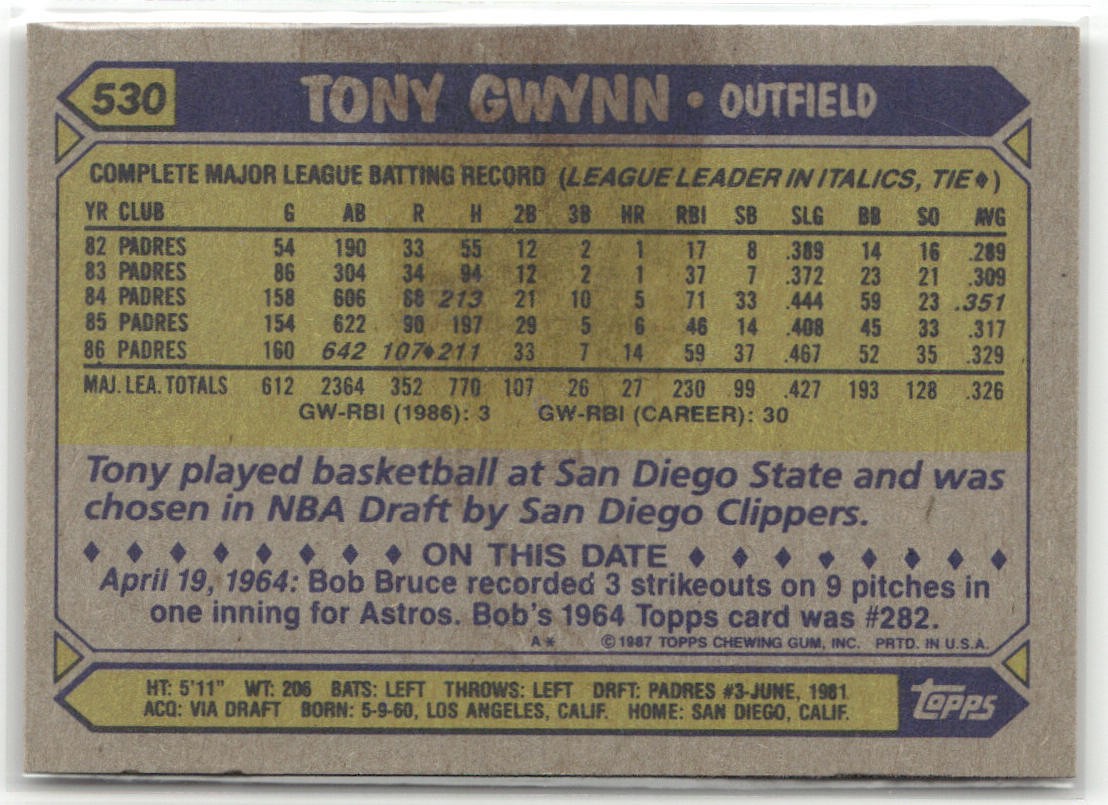 530 TONY GWYNN • OUTFIELD
COMPLETE MAJOR LEAGUE BATTING RECORD (LEAGUE LEADER IN ITALICS, TIE♦)
YR CLUB G AB R H 2B 3B HR RBI SB SLG BB SO AVG
82 PADRES 54 190 33 55 12 2 1 17 8 .389 14 16 .289
83 PADRES 86 304 34 94 12 2 1 37 7 .372 23 21 .309
84 PADRES 158 606 88 213 21 10 5 71 33 .444 59 23 .351
85 PADRES 154 622 90 197 29 5 6 46 14 .408 45 33 .317
86 PADRES 160 642 107♦211 33 7 14 59 37 .467 52 35 .329
MAJ. LEA. TOTALS 612 2364 352 770 107 26 27 230 99 .427 193 128 .326
GW-RBI (1986): 3 GW-RBI (CAREER): 30
Tony played basketball at San Diego State and was
chosen in NBA Draft by San Diego Clippers.
♦ ♦ ♦ ♦ ♦ ♦ ♦ ♦ ON THIS DATE ♦ ♦ ♦ ♦ ♦ ♦ ♦ ♦
April 19, 1964: Bob Bruce recorded 3 strikeouts on 9 pitches in
one inning for Astros. Bob's 1964 Topps card was #282.
A* ©1987 TOPPS CHEWING GUM, INC. PRTD. IN U.S.A.
HT: 5'11" WT: 206 BATS: LEFT THROWS: LEFT DRFT: PADRES #3-JUNE, 1981
ACQ: VIA DRAFT BORN: 5-9-60, LOS ANGELES, CALIF. HOME: SAN DIEGO, CALIF.
topps